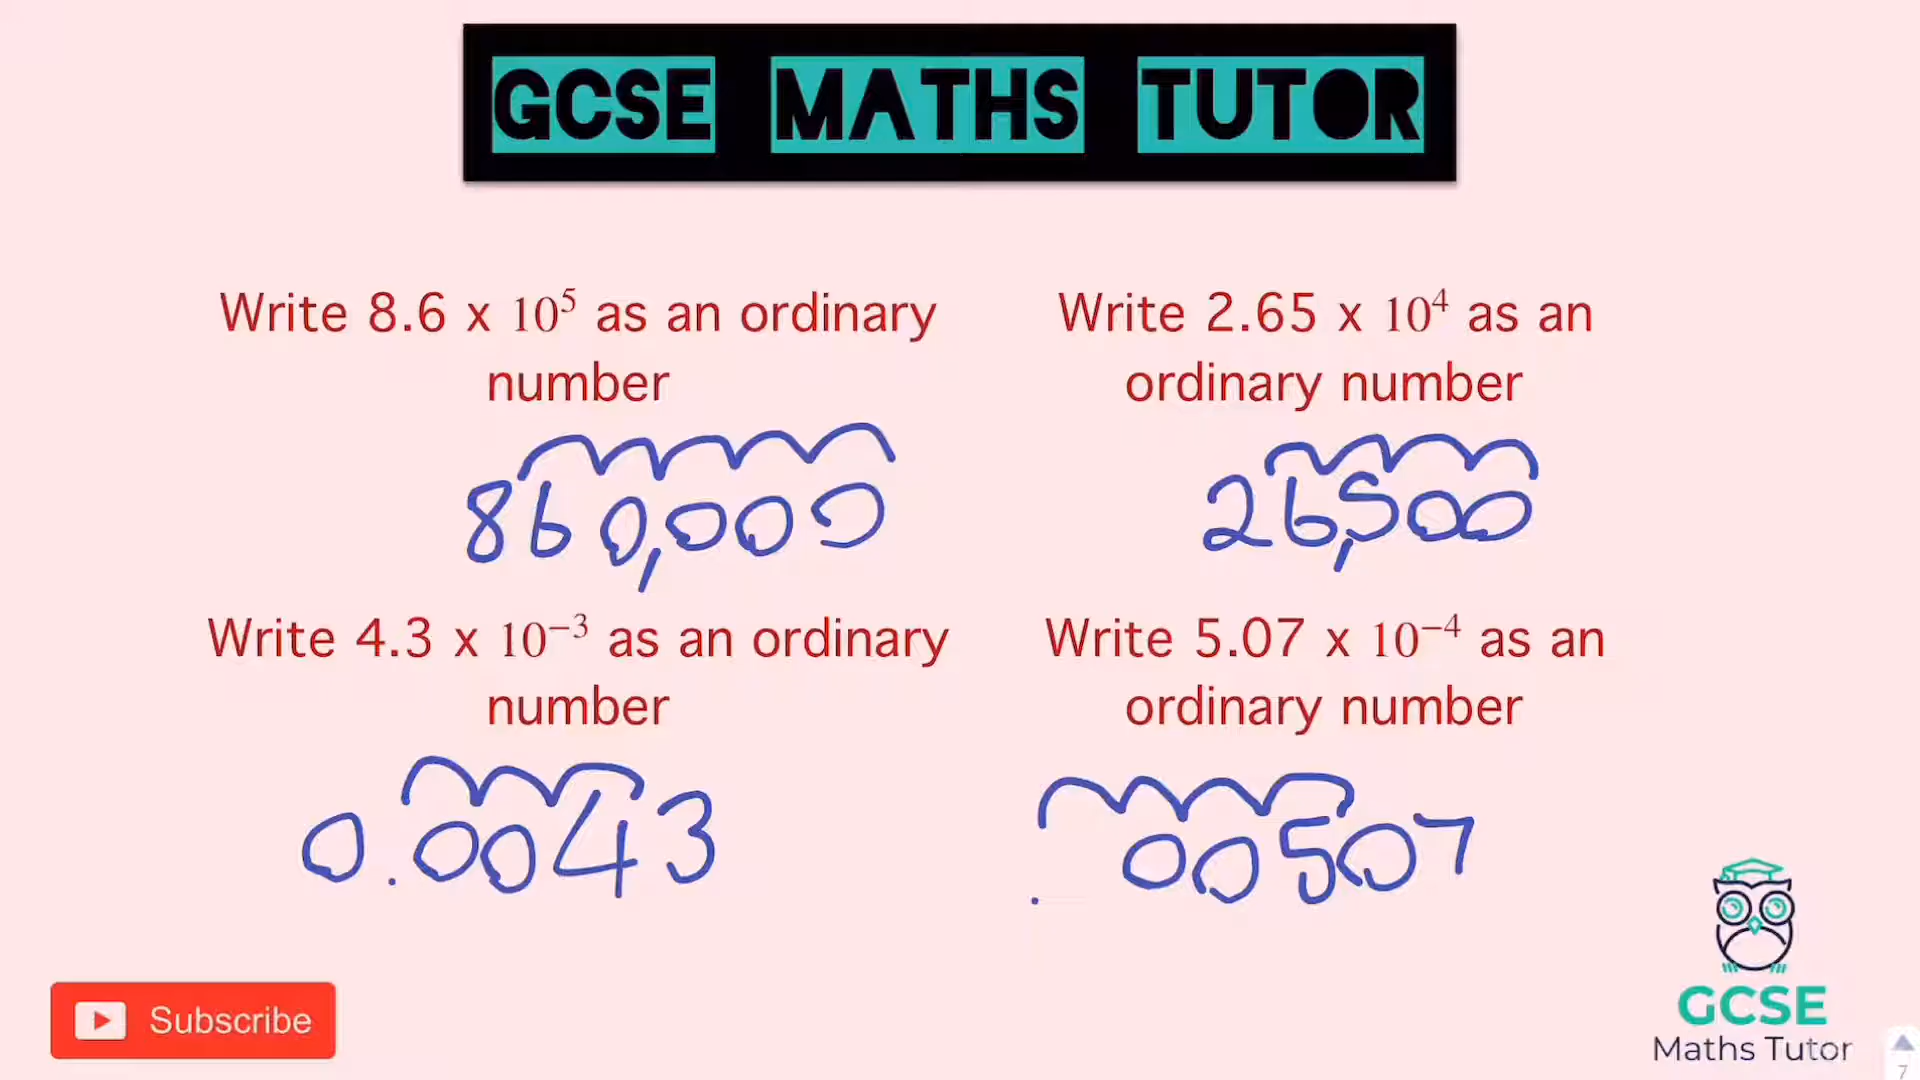 GCSE MATHS TUTOR
Write 8.6 x 10⁵ as an ordinary
number
860,000
Write 2.65 x 10⁴ as an
ordinary number
26,500
Write 4.3 x 10⁻³ as an ordinary
number
0.0043
Write 5.07 x 10⁻⁴ as an
ordinary number
. 00507
Subscribe
GCSE
Maths Tutor
7